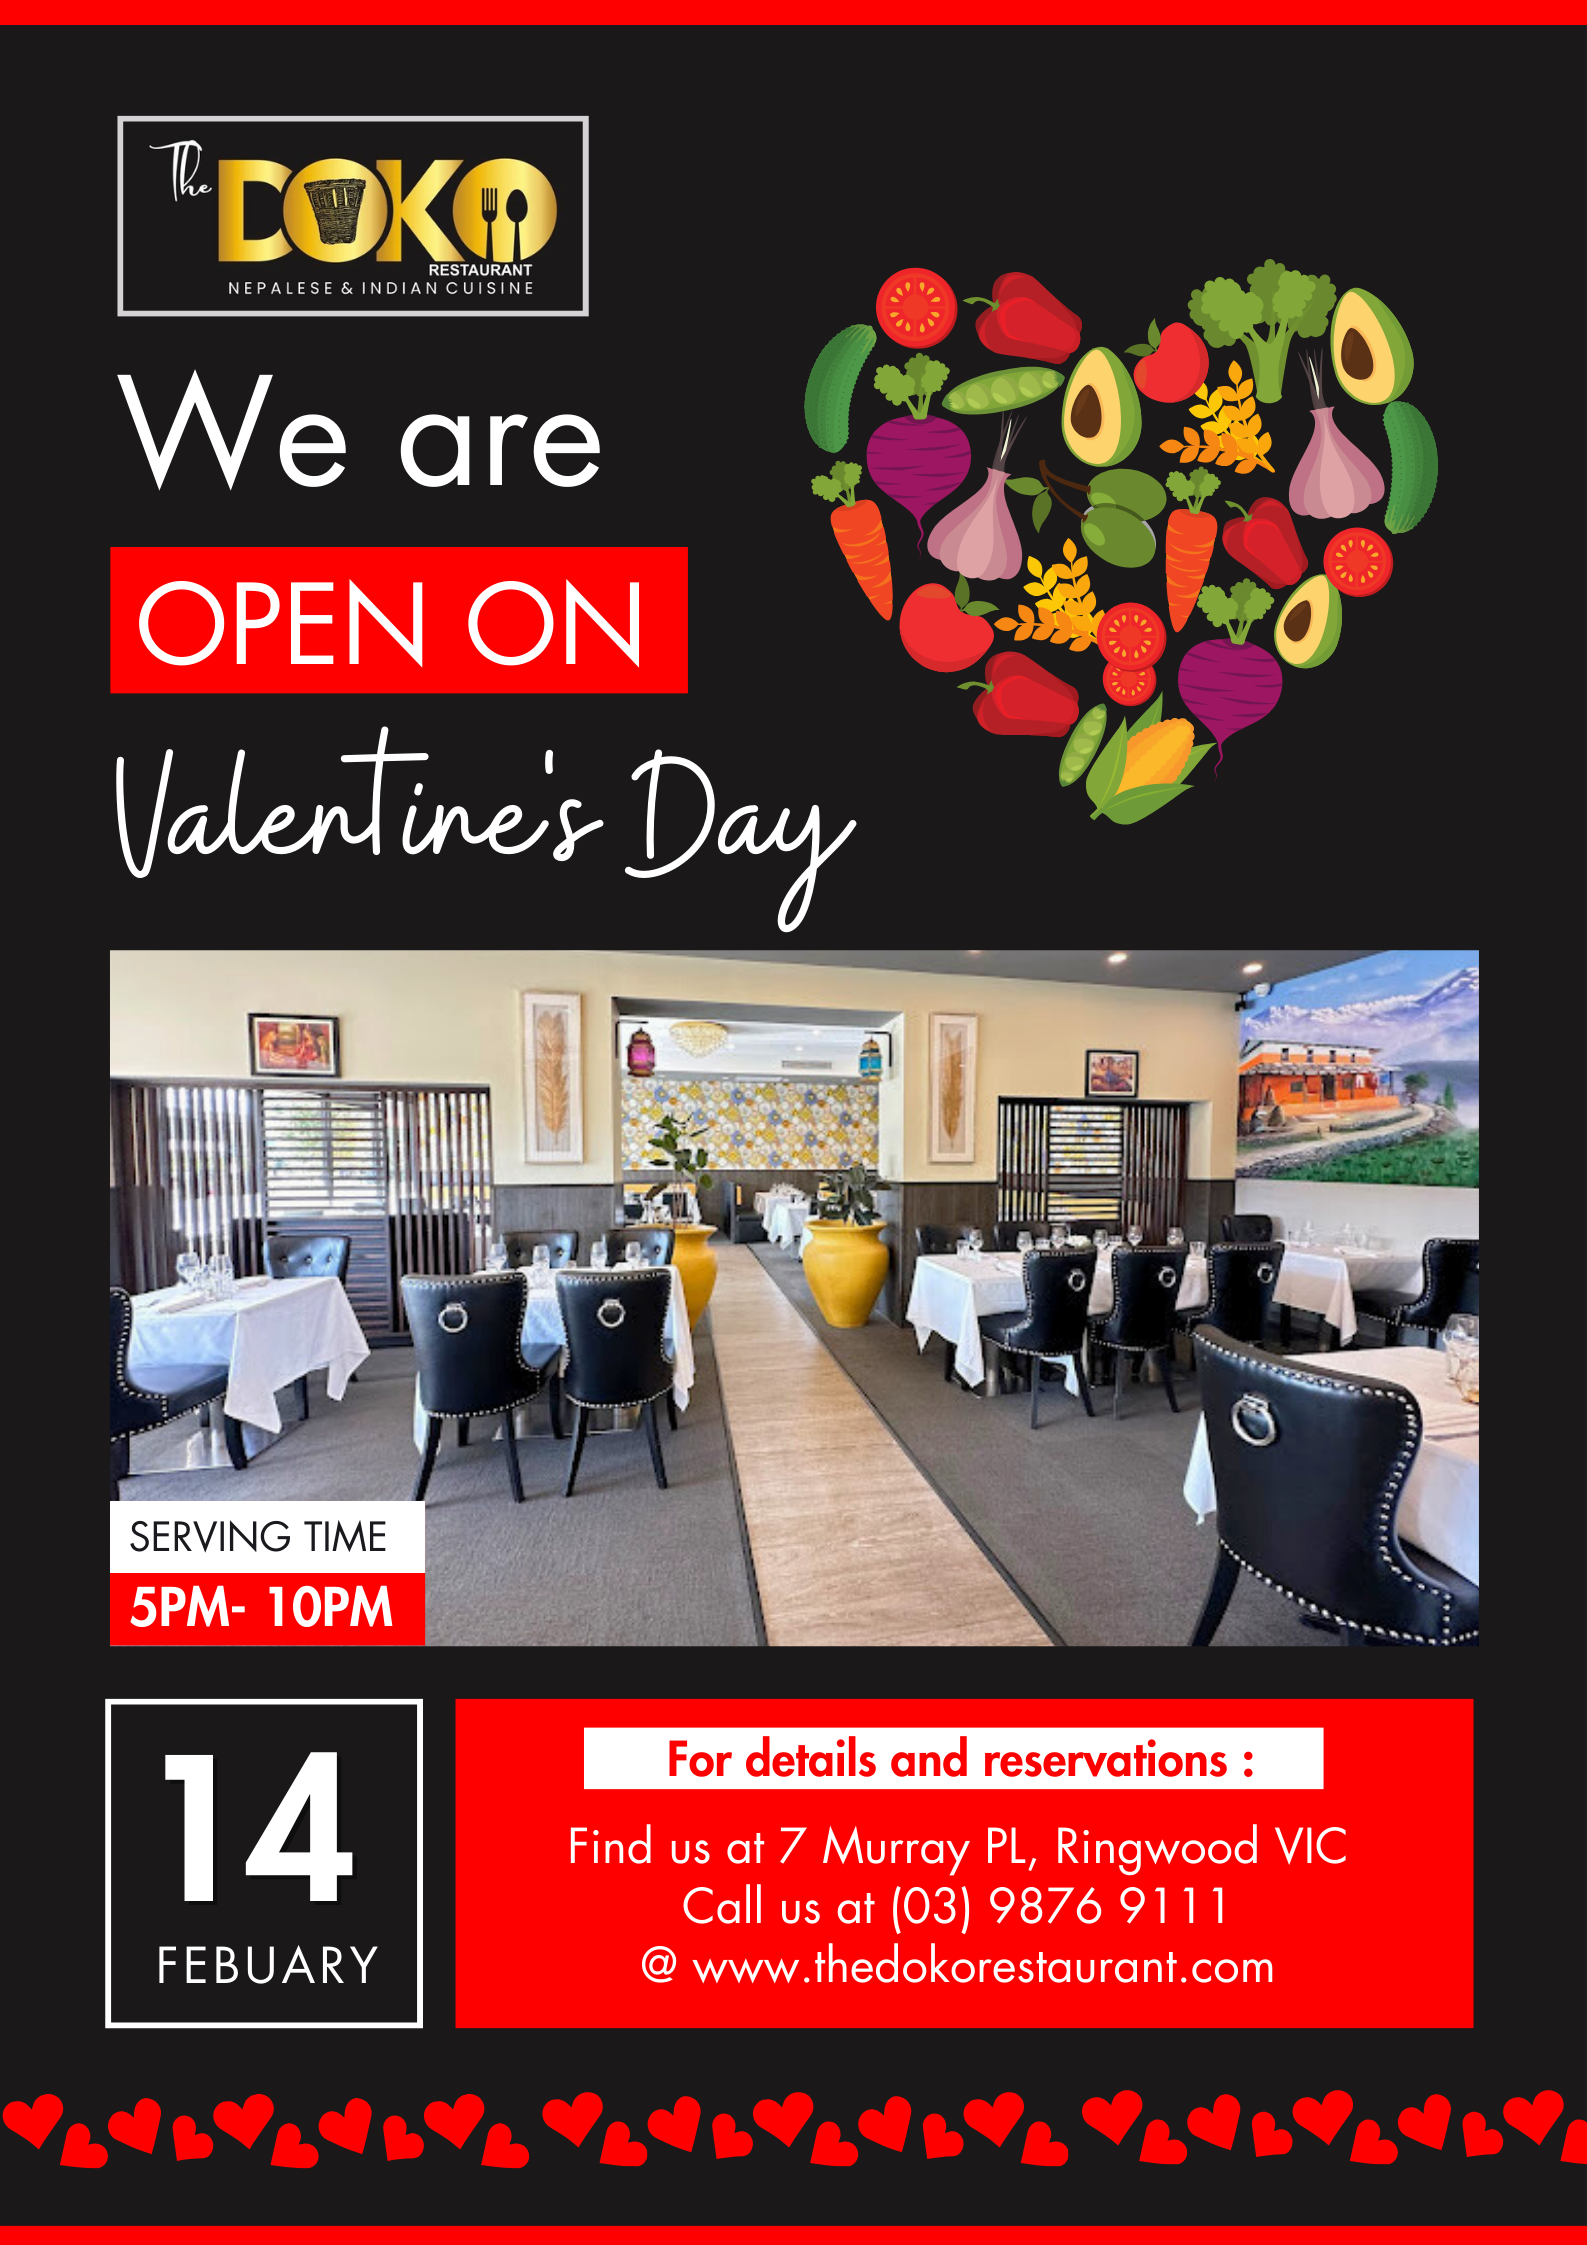 The DOKO
RESTAURANT
NEPALESE & INDIAN CUISINE
We are
OPEN ON
Valentine's Day
SERVING TIME
5PM- 10PM
14
FEBUARY
For details and reservations :
Find us at 7 Murray PL, Ringwood VIC
Call us at (03) 9876 9111
@ www.thedokorestaurant.com